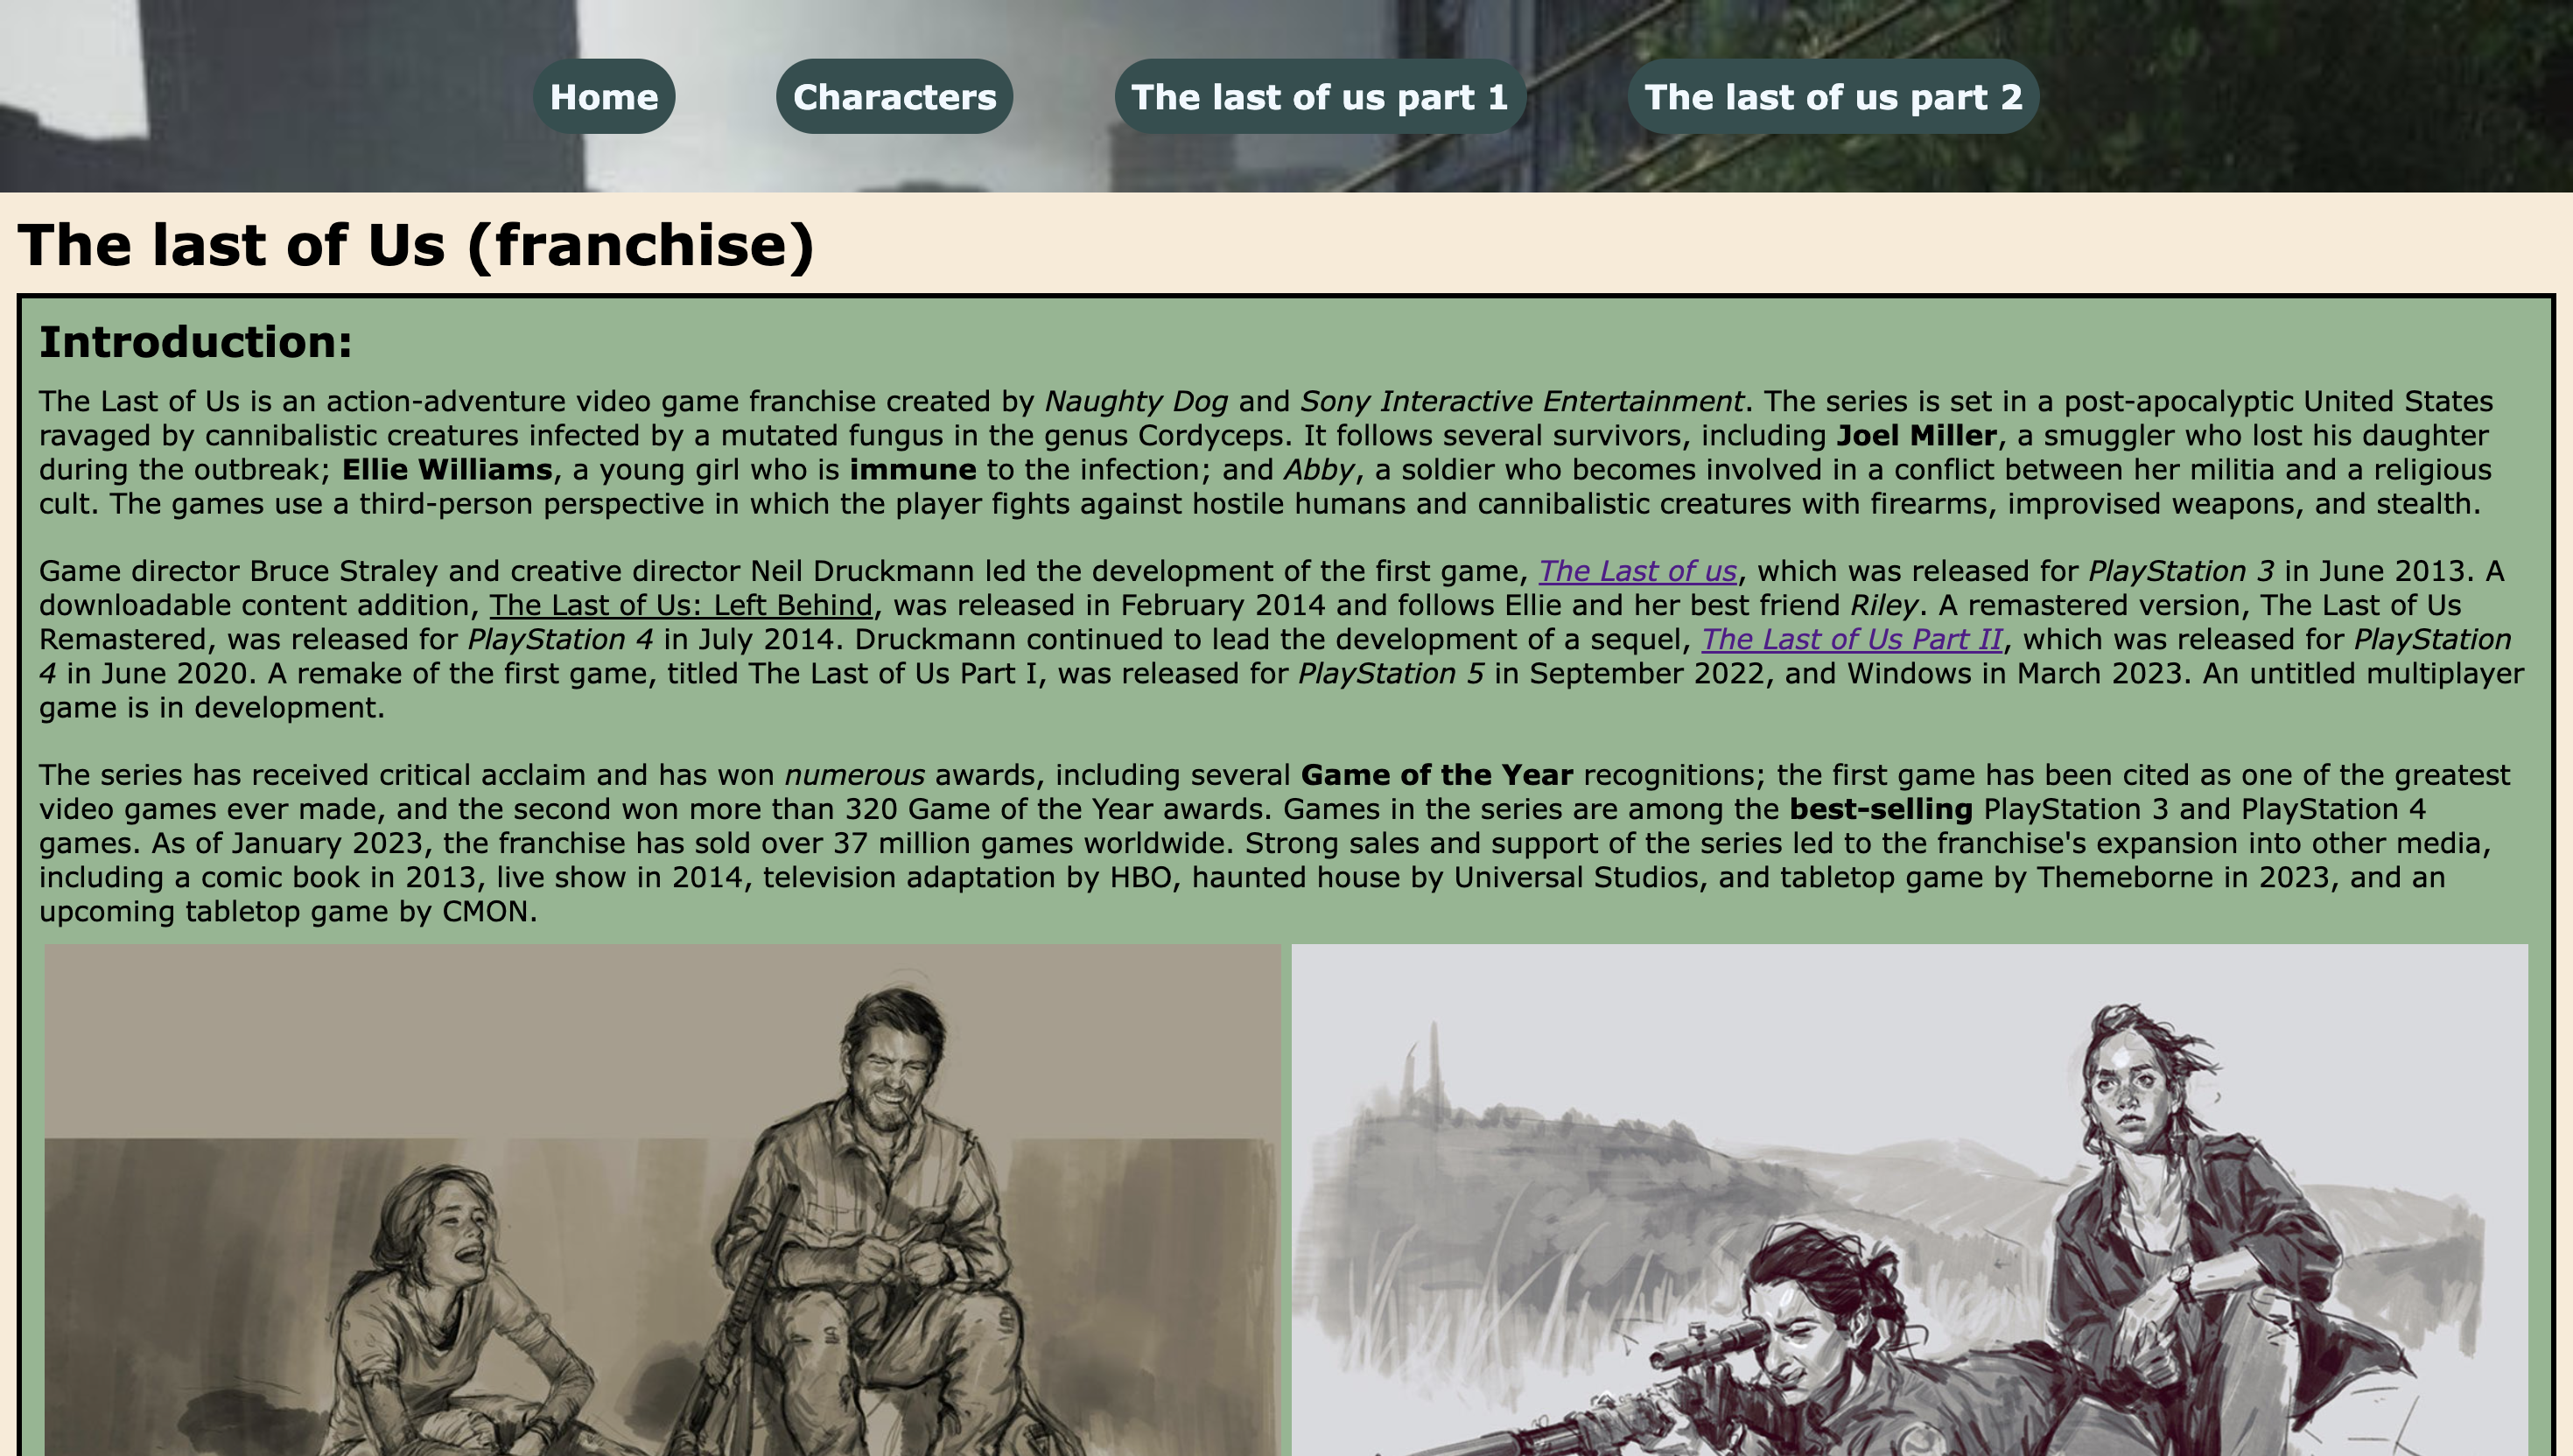 Home
Characters
The last of us part 1
The last of us part 2
The last of Us (franchise)
Introduction:
The Last of Us is an action-adventure video game franchise created by Naughty Dog and Sony Interactive Entertainment. The series is set in a post-apocalyptic United States
ravaged by cannibalistic creatures infected by a mutated fungus in the genus Cordyceps. It follows several survivors, including Joel Miller, a smuggler who lost his daughter
during the outbreak; Ellie Williams, a young girl who is immune to the infection; and Abby, a soldier who becomes involved in a conflict between her militia and a religious
cult. The games use a third-person perspective in which the player fights against hostile humans and cannibalistic creatures with firearms, improvised weapons, and stealth.
Game director Bruce Straley and creative director Neil Druckmann led the development of the first game, The Last of us, which was released for PlayStation 3 in June 2013. A
downloadable content addition, The Last of Us: Left Behind, was released in February 2014 and follows Ellie and her best friend Riley. A remastered version, The Last of Us
Remastered, was released for PlayStation 4 in July 2014. Druckmann continued to lead the development of a sequel, The Last of Us Part II, which was released for PlayStation
4 in June 2020. A remake of the first game, titled The Last of Us Part I, was released for PlayStation 5 in September 2022, and Windows in March 2023. An untitled multiplayer
game is in development.
The series has received critical acclaim and has won numerous awards, including several Game of the Year recognitions; the first game has been cited as one of the greatest
video games ever made, and the second won more than 320 Game of the Year awards. Games in the series are among the best-selling PlayStation 3 and PlayStation 4
games. As of January 2023, the franchise has sold over 37 million games worldwide. Strong sales and support of the series led to the franchise's expansion into other media,
including a comic book in 2013, live show in 2014, television adaptation by HBO, haunted house by Universal Studios, and tabletop game by Themeborne in 2023, and an
upcoming tabletop game by CMON.